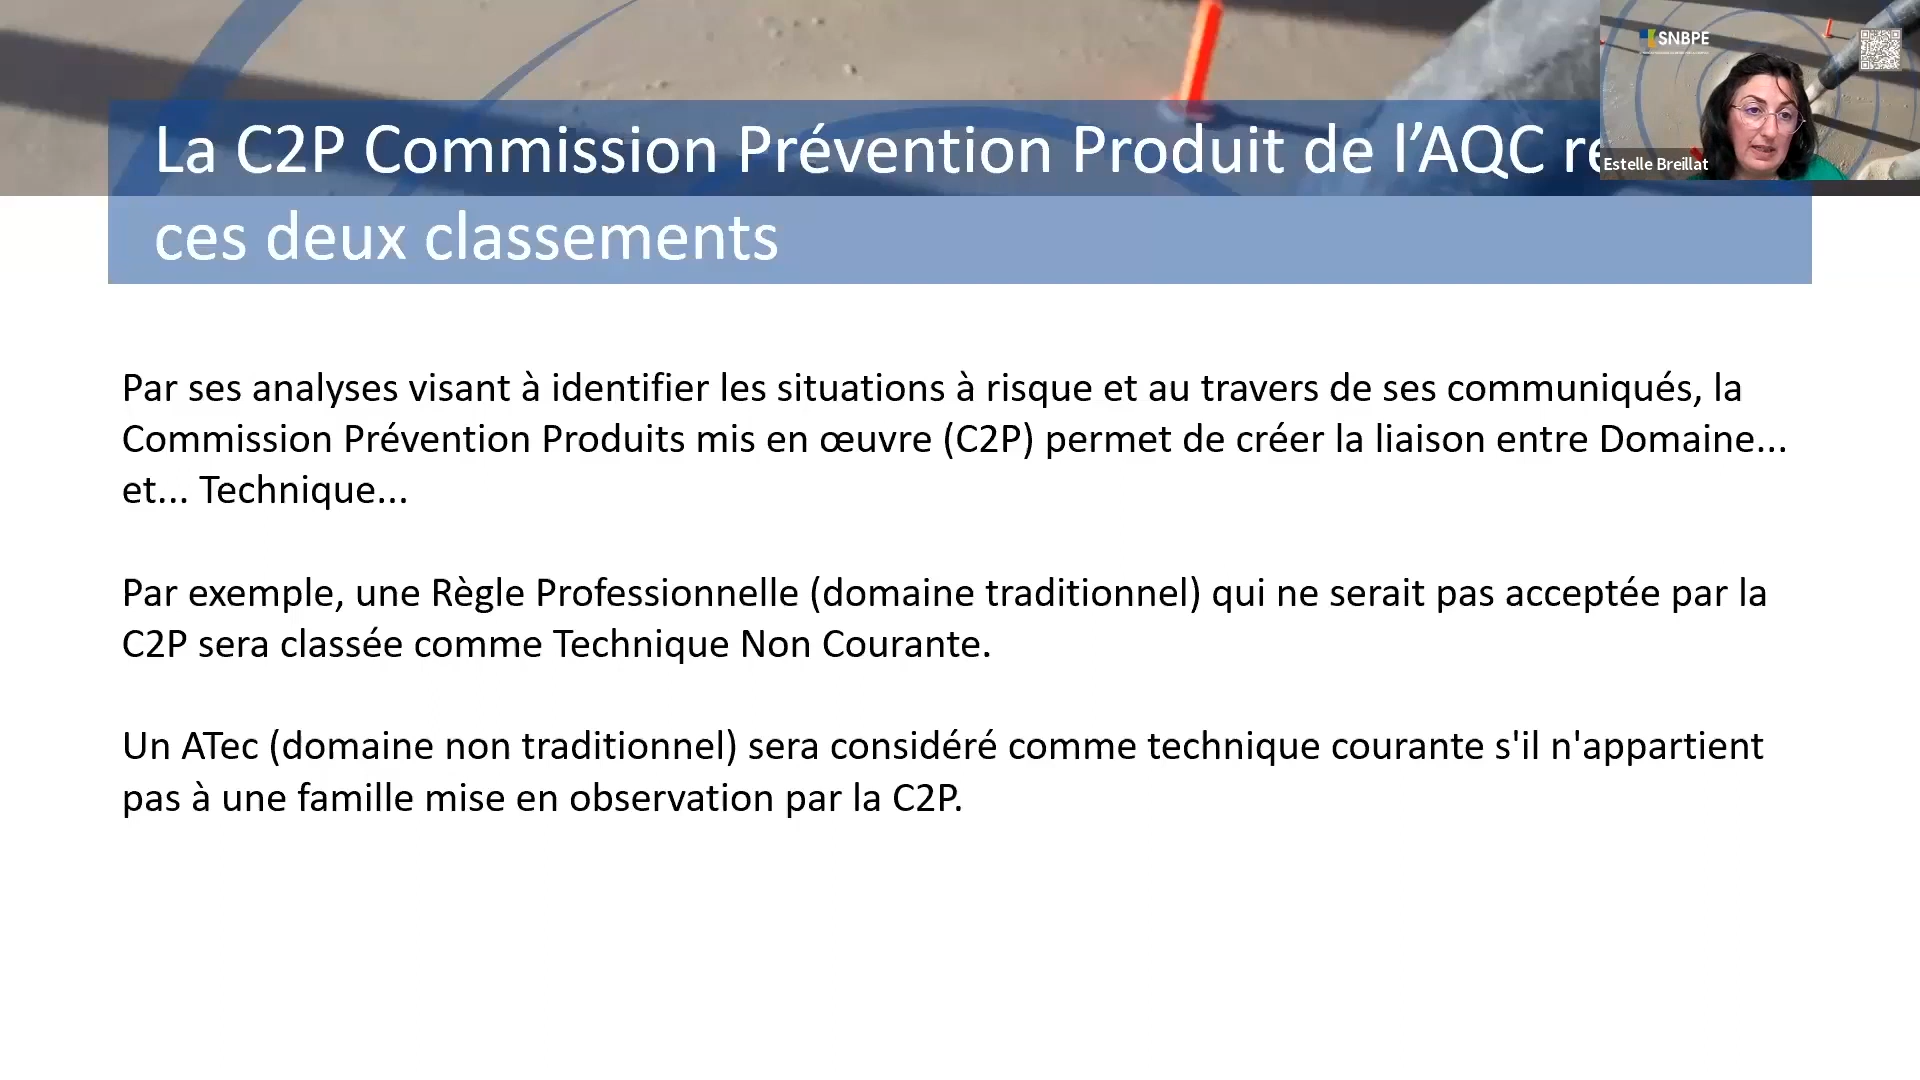 La C2P Commission Prévention Produit de l’AQC
ces deux classements
SNBPE
Estelle Breillat
Par ses analyses visant à identifier les situations à risque et au travers de ses communiqués, la
Commission Prévention Produits mis en œuvre (C2P) permet de créer la liaison entre Domaine...
et... Technique...
Par exemple, une Règle Professionnelle (domaine traditionnel) qui ne serait pas acceptée par la
C2P sera classée comme Technique Non Courante.
Un ATec (domaine non traditionnel) sera considéré comme technique courante s'il n'appartient
pas à une famille mise en observation par la C2P.